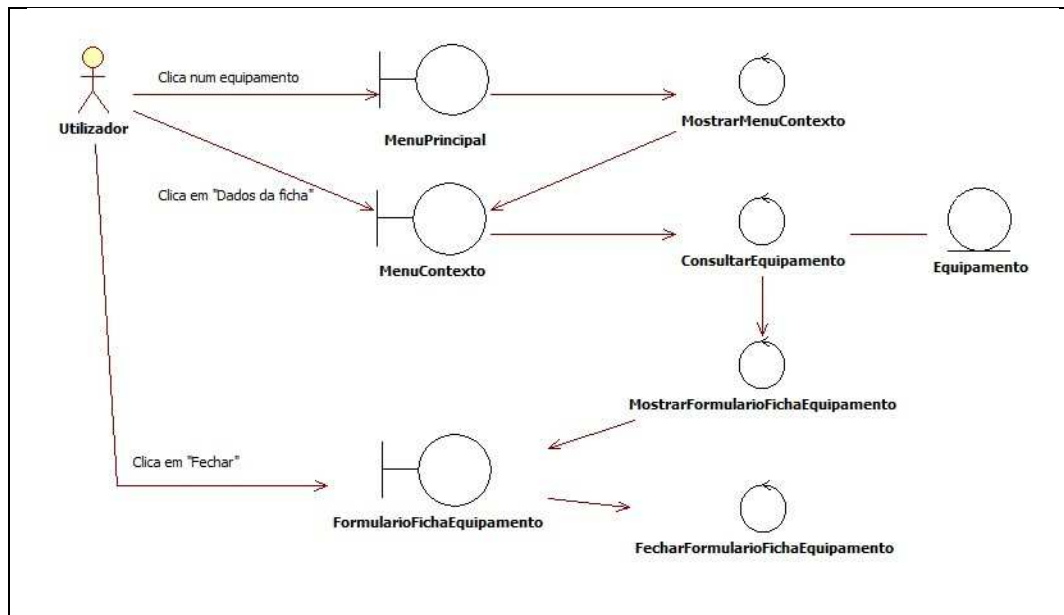 Clica num equipamento
Utilizador
MenuPrincipal
MostrarMenuContexto
Clica em "Dados da ficha"
MenuContexto
ConsultarEquipamento
Equipamento
MostrarFormularioFichaEquipamento
Clica em "Fechar"
FormularioFichaEquipamento
FecharFormularioFichaEquipamento